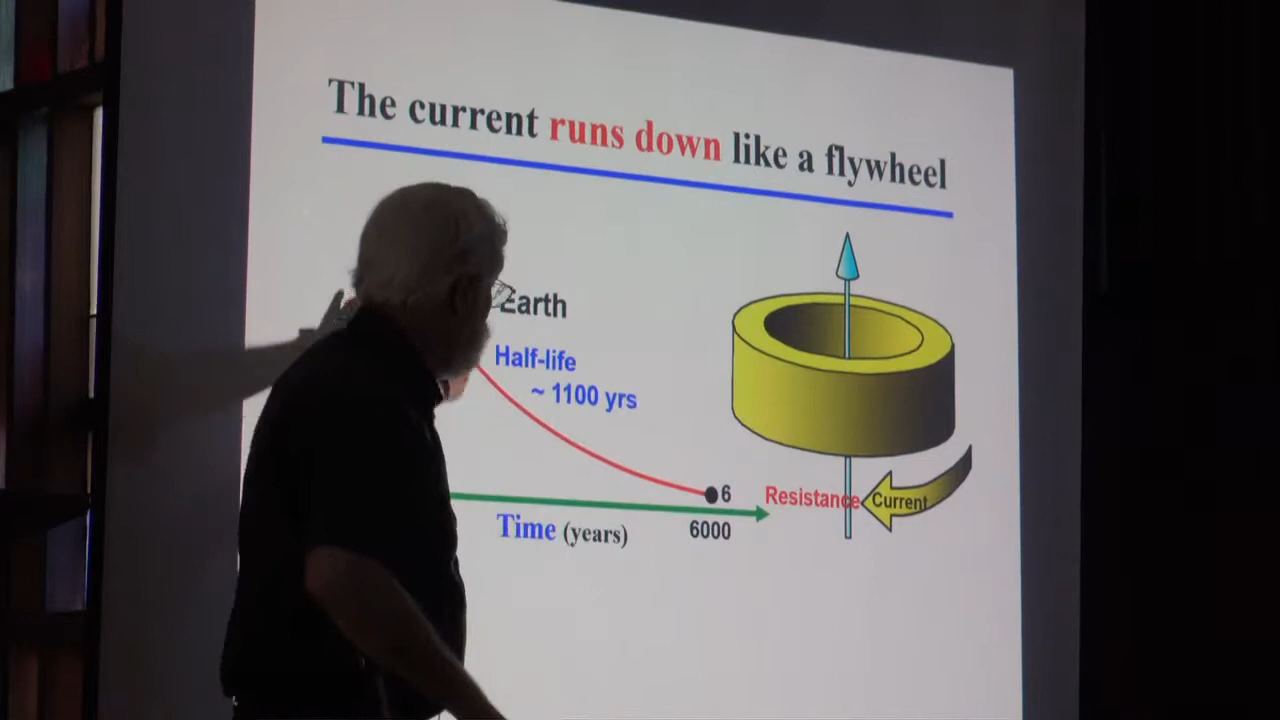 The current runs down like a flywheel
Earth
Half-life
~ 1100 yrs
6
Resistance
Current
Time (years)
6000